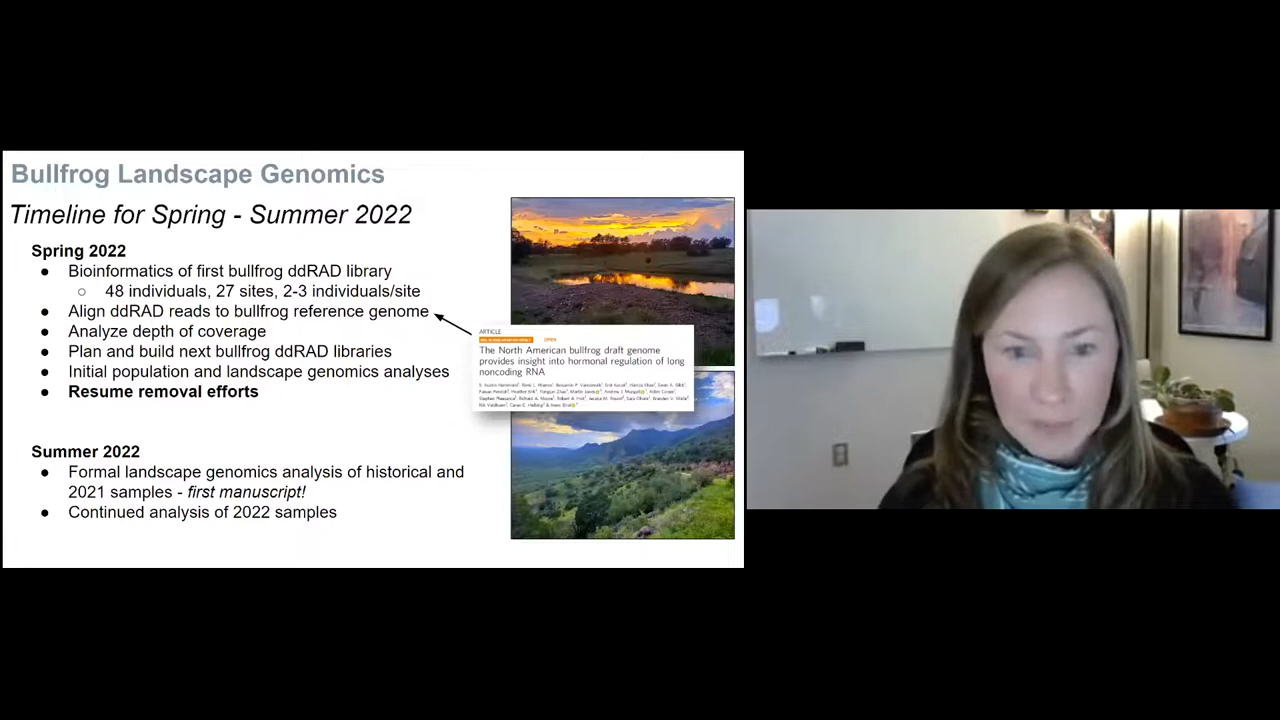 Bullfrog Landscape Genomics
Timeline for Spring - Summer 2022
Spring 2022
● Bioinformatics of first bullfrog ddRAD library
○ 48 individuals, 27 sites, 2-3 individuals/site
● Align ddRAD reads to bullfrog reference genome
● Analyze depth of coverage
● Plan and build next bullfrog ddRAD libraries
● Initial population and landscape genomics analyses
● Resume removal efforts
Summer 2022
● Formal landscape genomics analysis of historical and
2021 samples - first manuscript!
● Continued analysis of 2022 samples
ARTICLE
OPEN
The North American bullfrog draft genome
provides insight into hormonal regulation of long
noncoding RNA